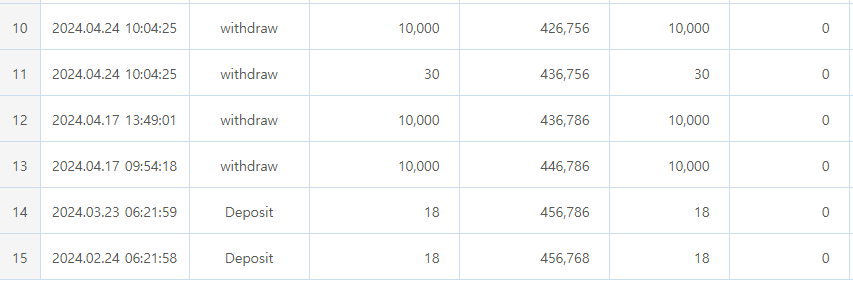 10 2024.04.24 10:04:25 withdraw 10,000 426,756 10,000 0
11 2024.04.24 10:04:25 withdraw 30 436,756 30 0
12 2024.04.17 13:49:01 withdraw 10,000 436,786 10,000 0
13 2024.04.17 09:54:18 withdraw 10,000 446,786 10,000 0
14 2024.03.23 06:21:59 Deposit 18 456,786 18 0
15 2024.02.24 06:21:58 Deposit 18 456,768 18 0